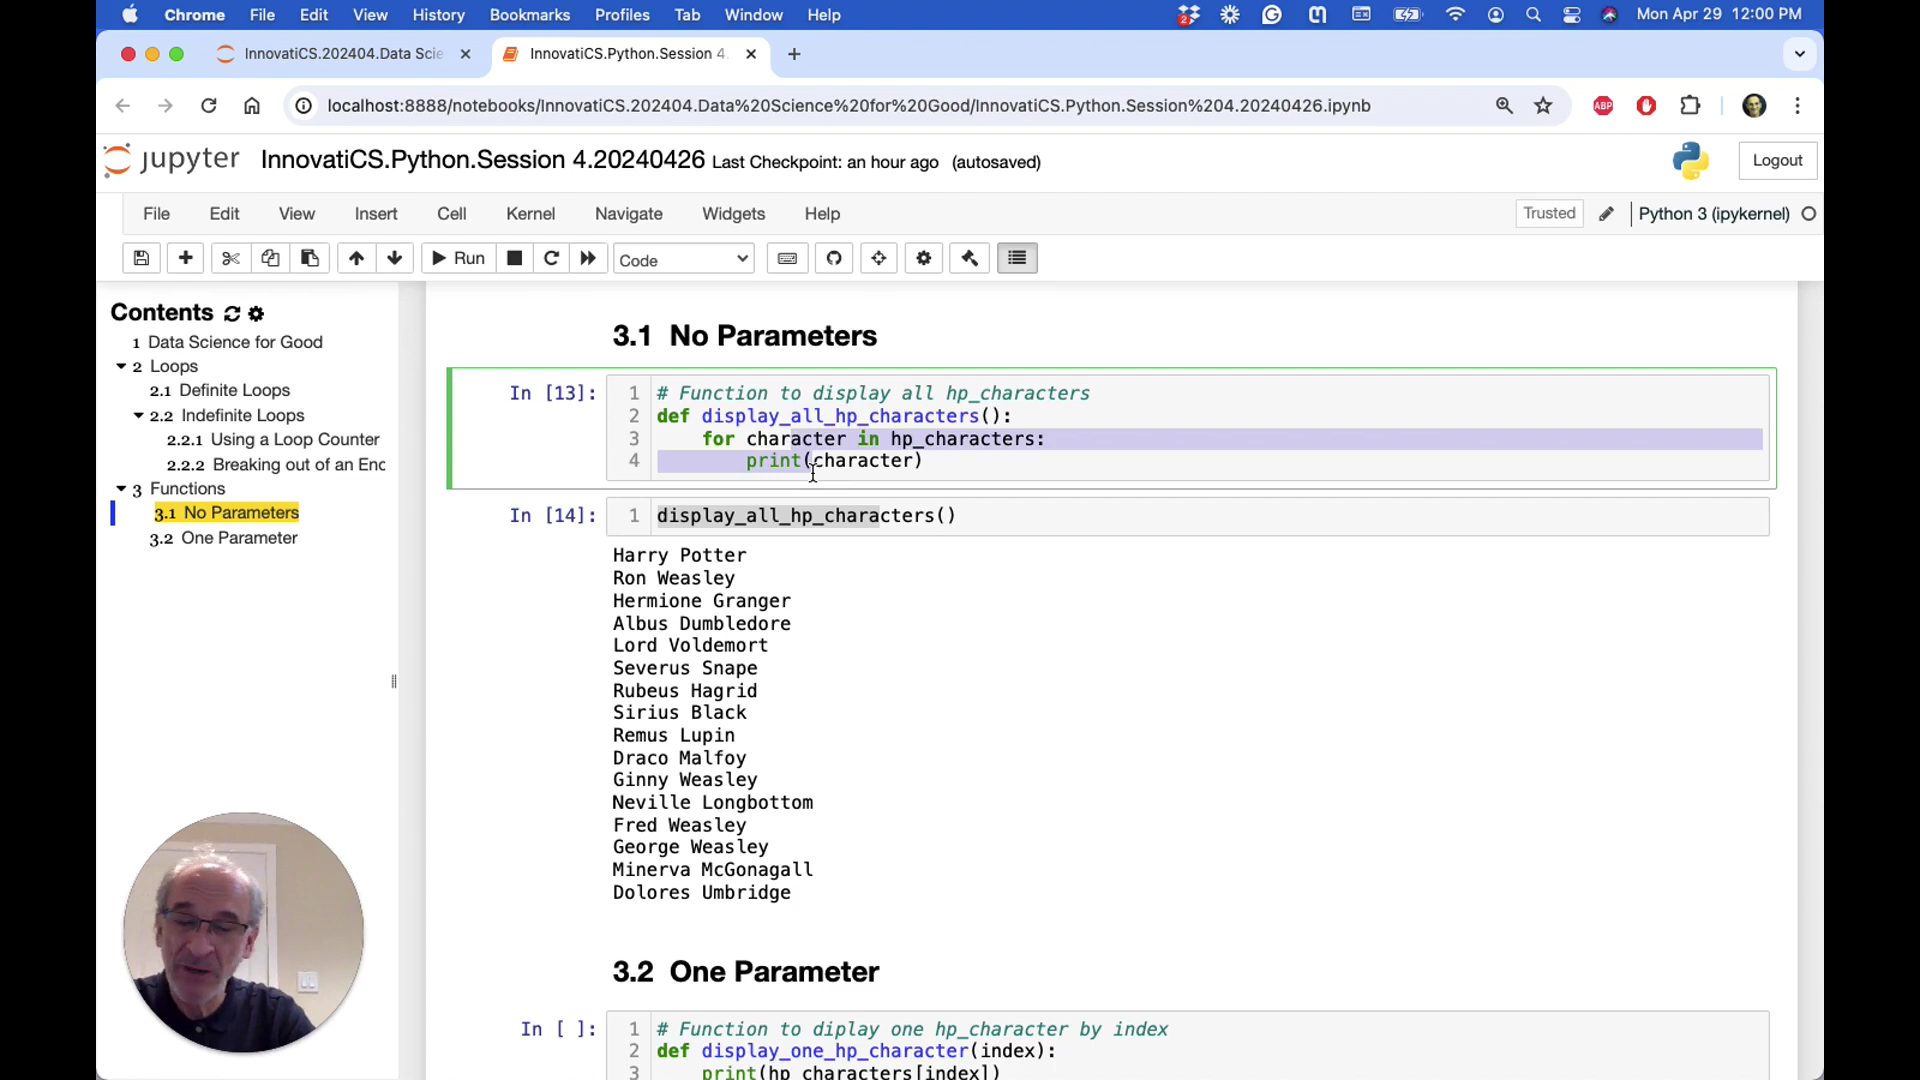 Chrome File Edit View History Bookmarks Profiles Tab Window Help 2 Mon Apr 29 12:00 PM
InnovatiCS.202404.Data Scie InnovatiCS.Python.Session 4.
localhost:8888/notebooks/InnovatiCS.202404.Data%20Science%20for%20Good/InnovatiCS.Python.Session%204.20240426.ipynb ABP
jupyter InnovatiCS.Python.Session 4.20240426 Last Checkpoint: an hour ago (autosaved) Logout
File Edit View Insert Cell Kernel Navigate Widgets Help Trusted Python 3 (ipykernel)
Run Code
Contents
1 Data Science for Good
2 Loops
2.1 Definite Loops
2.2 Indefinite Loops
2.2.1 Using a Loop Counter
2.2.2 Breaking out of an End
3 Functions
3.1 No Parameters
3.2 One Parameter
3.1 No Parameters
In [13]: 1 # Function to display all hp_characters
2 def display_all_hp_characters():
3 for character in hp_characters:
4 print(character)
In [14]: 1 display_all_hp_characters()
Harry Potter
Ron Weasley
Hermione Granger
Albus Dumbledore
Lord Voldemort
Severus Snape
Rubeus Hagrid
Sirius Black
Remus Lupin
Draco Malfoy
Ginny Weasley
Neville Longbottom
Fred Weasley
George Weasley
Minerva McGonagall
Dolores Umbridge
3.2 One Parameter
In [ ]: 1 # Function to diplay one hp_character by index
2 def display_one_hp_character(index):
3 print(hp_characters[index])